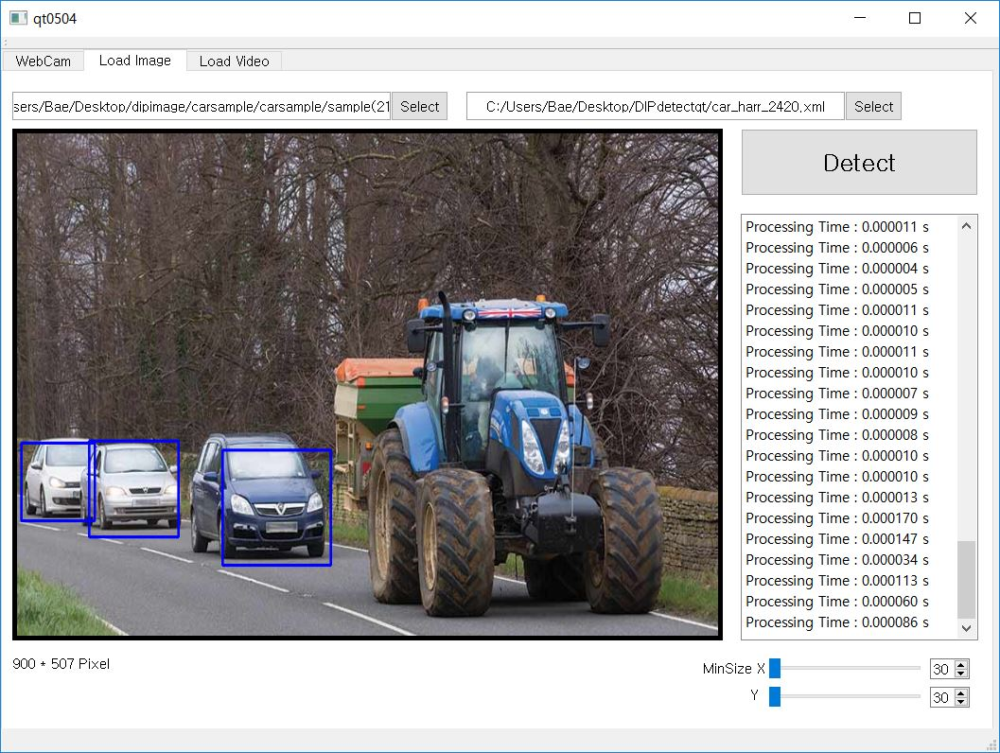 qt0504
WebCam
Load Image
Load Video
sers/Bae/Desktop/dipimage/carsample/carsample/sample(21
Select
C:/Users/Bae/Desktop/DIPdetectqt/car_harr_2420.xml
Select
Detect
Processing Time : 0.000011 s
Processing Time : 0.000006 s
Processing Time : 0.000004 s
Processing Time : 0.000005 s
Processing Time : 0.000011 s
Processing Time : 0.000010 s
Processing Time : 0.000011 s
Processing Time : 0.000010 s
Processing Time : 0.000007 s
Processing Time : 0.000009 s
Processing Time : 0.000008 s
Processing Time : 0.000010 s
Processing Time : 0.000010 s
Processing Time : 0.000013 s
Processing Time : 0.000170 s
Processing Time : 0.000147 s
Processing Time : 0.000034 s
Processing Time : 0.000113 s
Processing Time : 0.000060 s
Processing Time : 0.000086 s
900 * 507 Pixel
MinSize X
30
Y
30